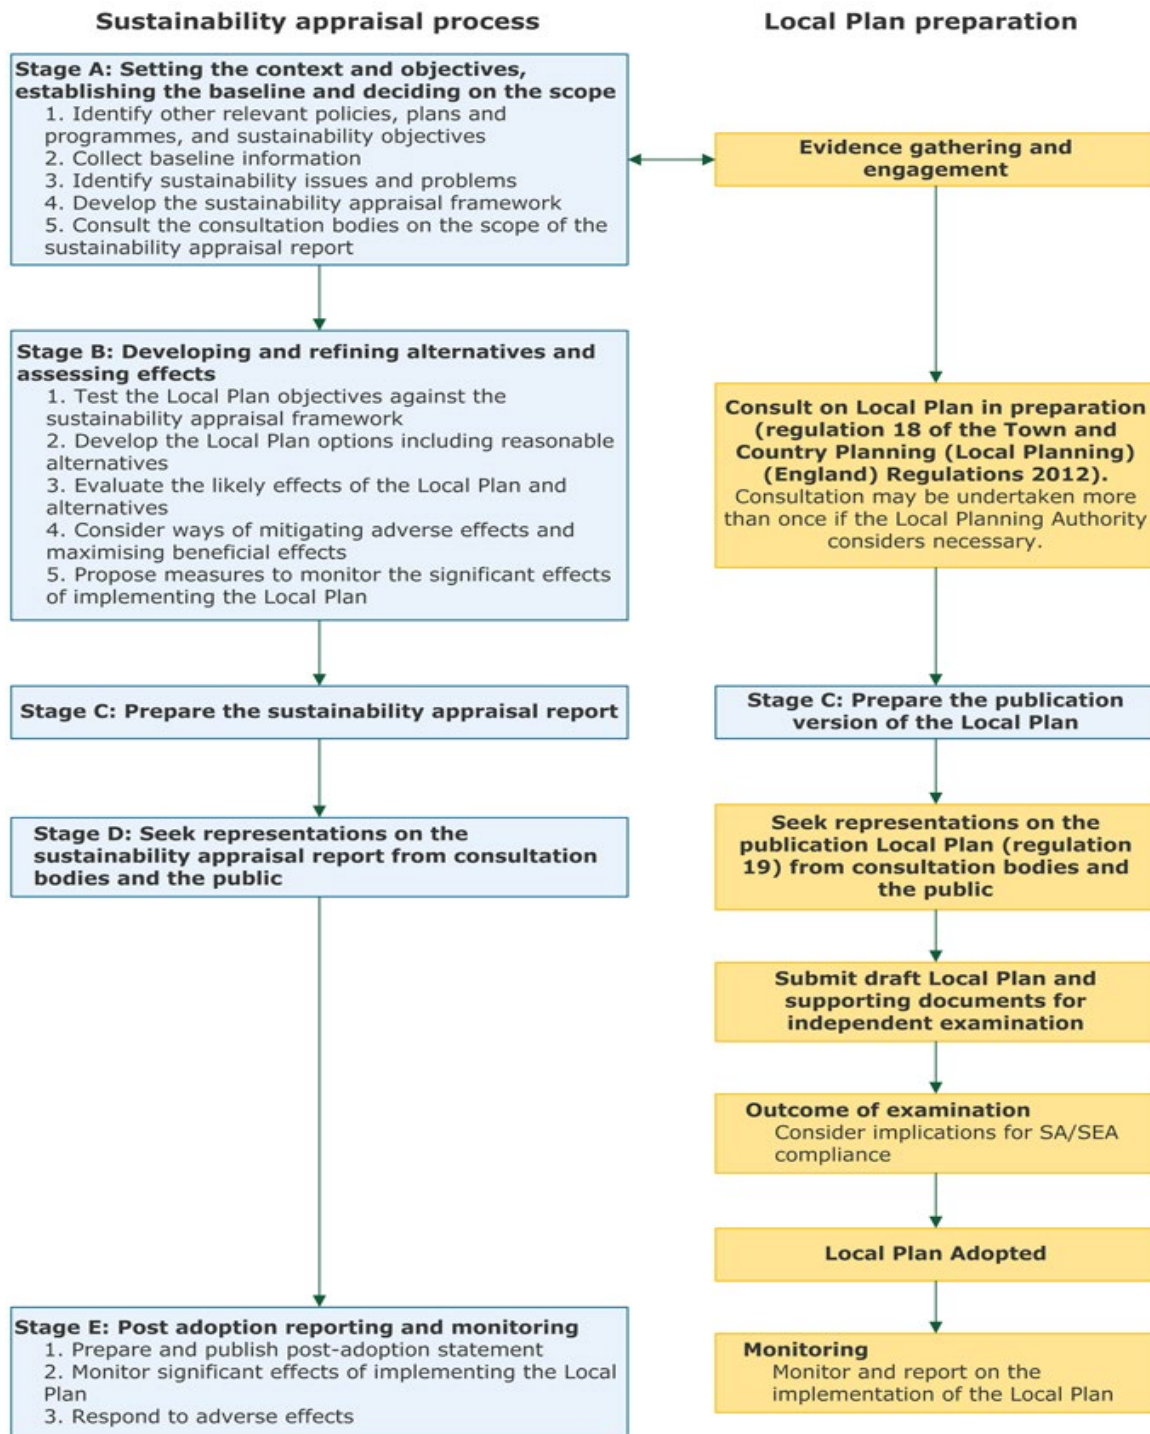 Sustainability appraisal process
Local Plan preparation
Stage A: Setting the context and objectives,
establishing the baseline and deciding on the scope
1. Identify other relevant policies, plans and
programmes, and sustainability objectives
2. Collect baseline information
3. Identify sustainability issues and problems
4. Develop the sustainability appraisal framework
5. Consult the consultation bodies on the scope of the
sustainability appraisal report
Evidence gathering and
engagement
Stage B: Developing and refining alternatives and
assessing effects
1. Test the Local Plan objectives against the
sustainability appraisal framework
2. Develop the Local Plan options including reasonable
alternatives
3. Evaluate the likely effects of the Local Plan and
alternatives
4. Consider ways of mitigating adverse effects and
maximising beneficial effects
5. Propose measures to monitor the significant effects
of implementing the Local Plan
Consult on Local Plan in preparation
(regulation 18 of the Town and
Country Planning (Local Planning)
(England) Regulations 2012).
Consultation may be undertaken more
than once if the Local Planning Authority
considers necessary.
Stage C: Prepare the sustainability appraisal report
Stage C: Prepare the publication
version of the Local Plan
Stage D: Seek representations on the
sustainability appraisal report from consultation
bodies and the public
Seek representations on the
publication Local Plan (regulation
19) from consultation bodies and
the public
Submit draft Local Plan and
supporting documents for
independent examination
Outcome of examination
Consider implications for SA/SEA
compliance
Local Plan Adopted
Stage E: Post adoption reporting and monitoring
1. Prepare and publish post-adoption statement
2. Monitor significant effects of implementing the Local
Plan
3. Respond to adverse effects
Monitoring
Monitor and report on the
implementation of the Local Plan